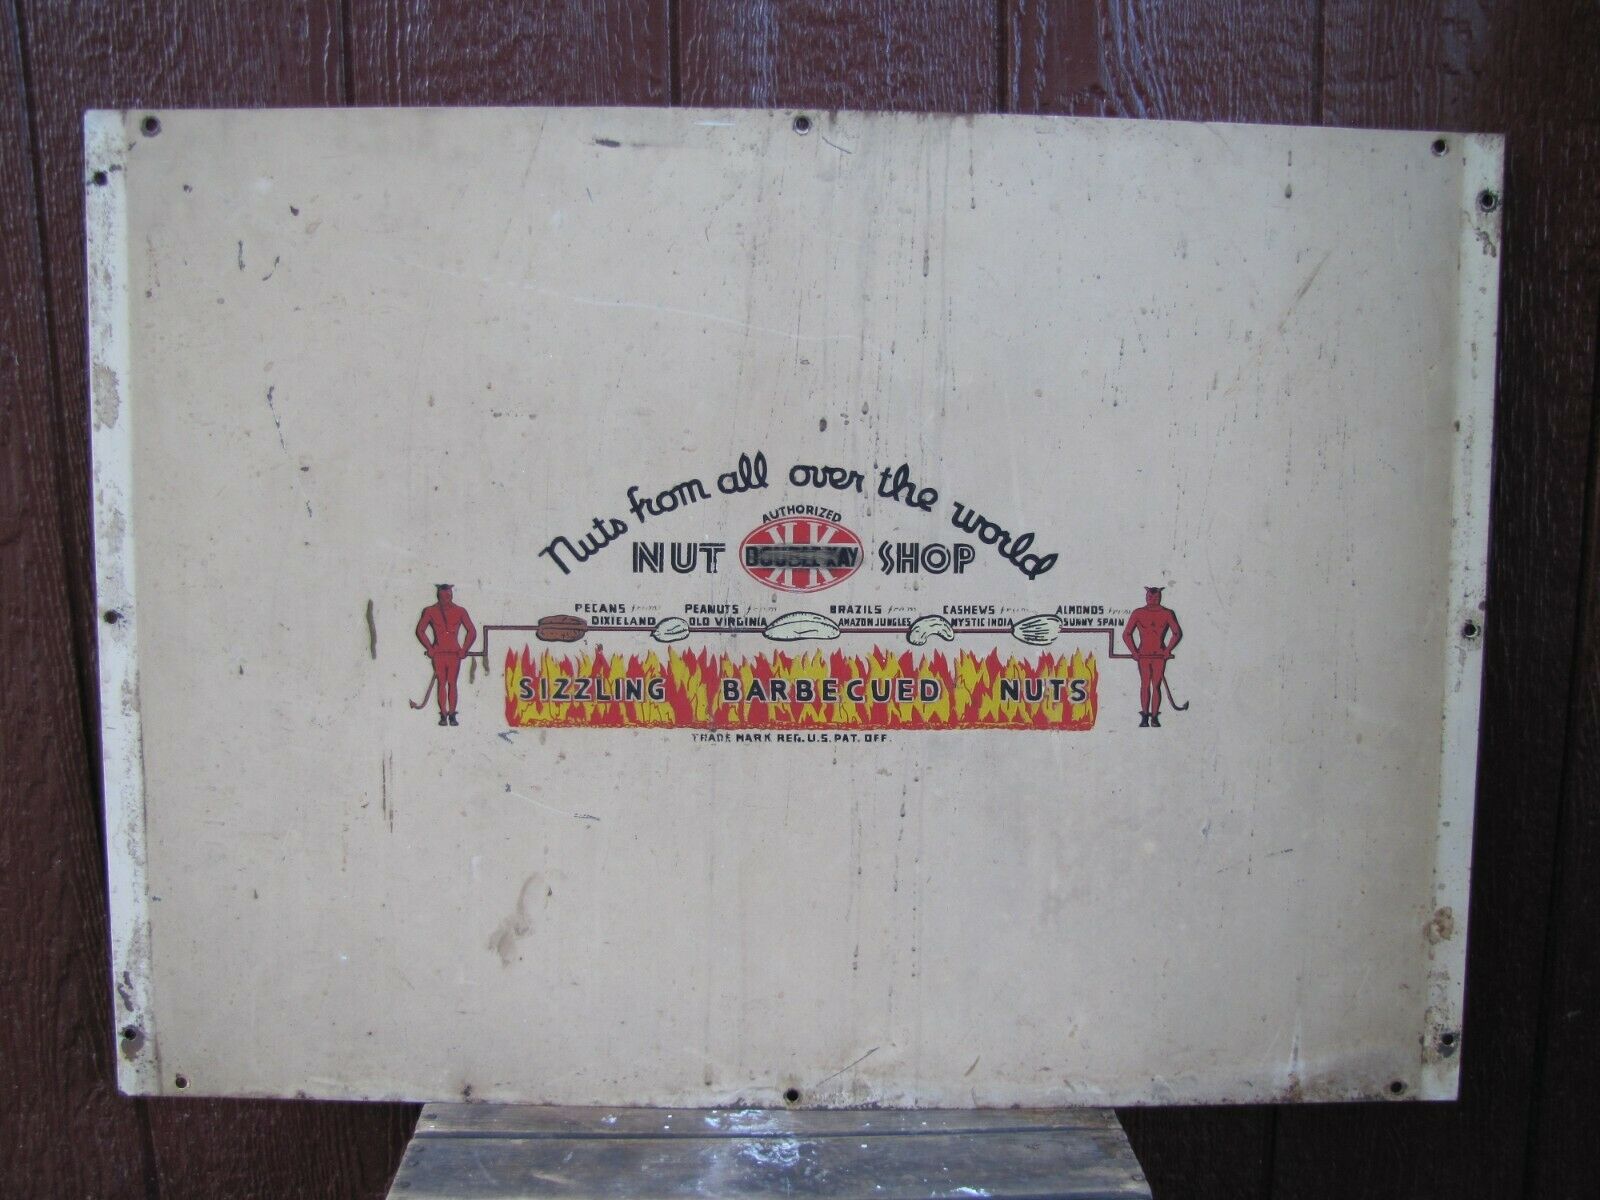 Nuts from all over the world
AUTHORIZED
NUT DOUBLE KAY SHOP
KK
PECANS from DIXIELAND
PEANUTS from OLD VIRGINIA
BRAZILS from AMAZON JUNGLES
CASHEWS from MYSTIC INDIA
ALMONDS from SUNNY SPAIN
SIZZLING BARBECUED NUTS
TRADE MARK REG. U.S. PAT. OFF.